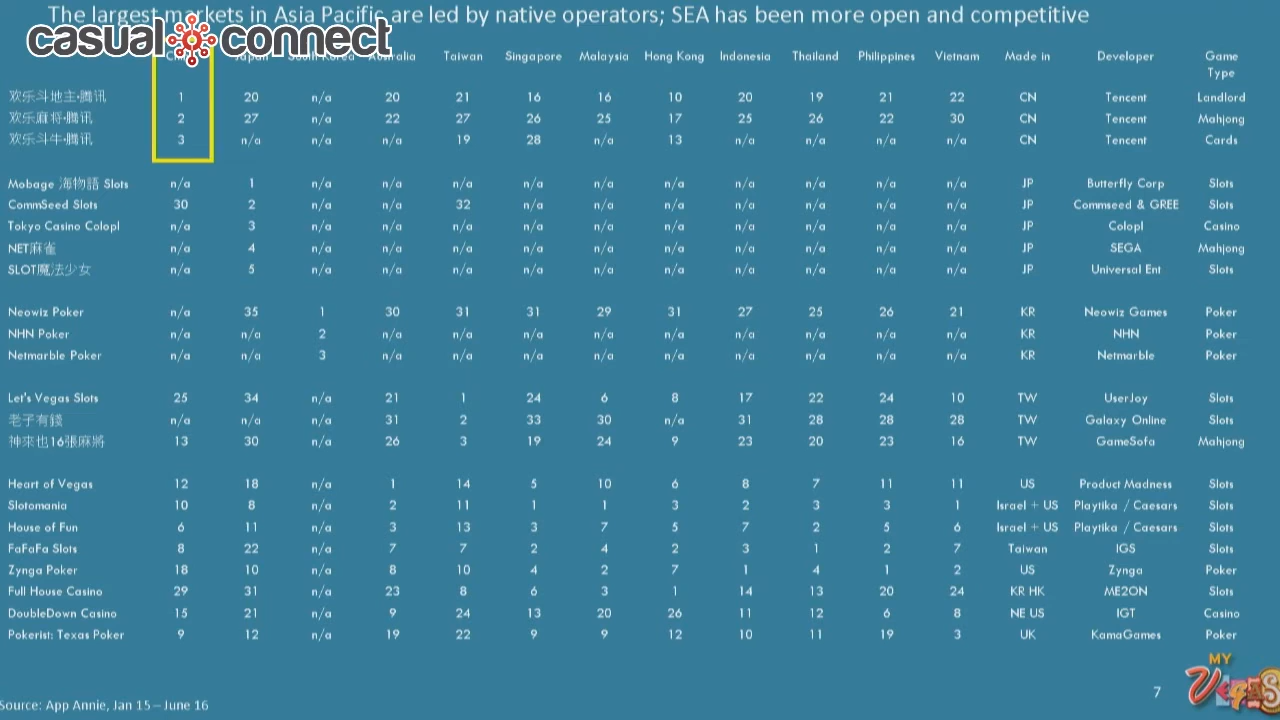 The largest markets in Asia Pacific are led by native operators; SEA has been more open and competitive
casual connect
Japan South Korea Australia Taiwan Singapore Malaysia Hong Kong Indonesia Thailand Philippines Vietnam Made in Developer Game Type
欢乐斗地主•腾讯 1 20 n/a 20 21 16 16 10 20 19 21 22 CN Tencent Landlord
欢乐麻将•腾讯 2 27 n/a 22 27 26 25 17 25 26 22 30 CN Tencent Mahjong
欢乐斗牛•腾讯 3 n/a n/a n/a 19 28 n/a 13 n/a n/a n/a n/a CN Tencent Cards
Mobage 海物語 Slots n/a 1 n/a n/a n/a n/a n/a n/a n/a n/a n/a n/a JP Butterfly Corp Slots
CommSeed Slots 30 2 n/a n/a 32 n/a n/a n/a n/a n/a n/a n/a JP Commseed & GREE Slots
Tokyo Casino Colopl n/a 3 n/a n/a n/a n/a n/a n/a n/a n/a n/a n/a JP Colopl Casino
NET麻雀 n/a 4 n/a n/a n/a n/a n/a n/a n/a n/a n/a n/a JP SEGA Mahjong
SLOT魔法少女 n/a 5 n/a n/a n/a n/a n/a n/a n/a n/a n/a n/a JP Universal Ent Slots
Neowiz Poker n/a 35 1 30 31 31 29 31 27 25 26 21 KR Neowiz Games Poker
NHN Poker n/a n/a 2 n/a n/a n/a n/a n/a n/a n/a n/a n/a KR NHN Poker
Netmarble Poker n/a n/a 3 n/a n/a n/a n/a n/a n/a n/a n/a n/a KR Netmarble Poker
Let's Vegas Slots 25 34 n/a 21 1 24 6 8 17 22 24 10 TW UserJoy Slots
老子有錢 n/a n/a n/a 31 2 33 30 n/a 31 28 28 28 TW Galaxy Online Slots
神來也16張麻將 13 30 n/a 26 3 19 24 9 23 20 23 16 TW GameSofa Mahjong
Heart of Vegas 12 18 n/a 1 14 5 10 6 8 7 11 11 US Product Madness Slots
Slotomania 10 8 n/a 2 11 1 1 3 2 3 3 1 Israel + US Playtika / Caesars Slots
House of Fun 6 11 n/a 3 13 3 7 5 7 2 5 6 Israel + US Playtika / Caesars Slots
FaFaFa Slots 8 22 n/a 7 7 2 4 2 3 1 2 7 Taiwan IGS Slots
Zynga Poker 18 10 n/a 8 10 4 2 7 1 4 1 2 US Zynga Poker
Full House Casino 29 31 n/a 23 8 6 3 1 14 13 20 24 KR HK ME2ON Slots
DoubleDown Casino 15 21 n/a 9 24 13 20 26 11 12 6 8 NE US IGT Casino
Pokerist: Texas Poker 9 12 n/a 19 22 9 9 12 10 11 19 3 UK KamaGames Poker
MY
VEGAS
7
Source: App Annie, Jan 15 – June 16